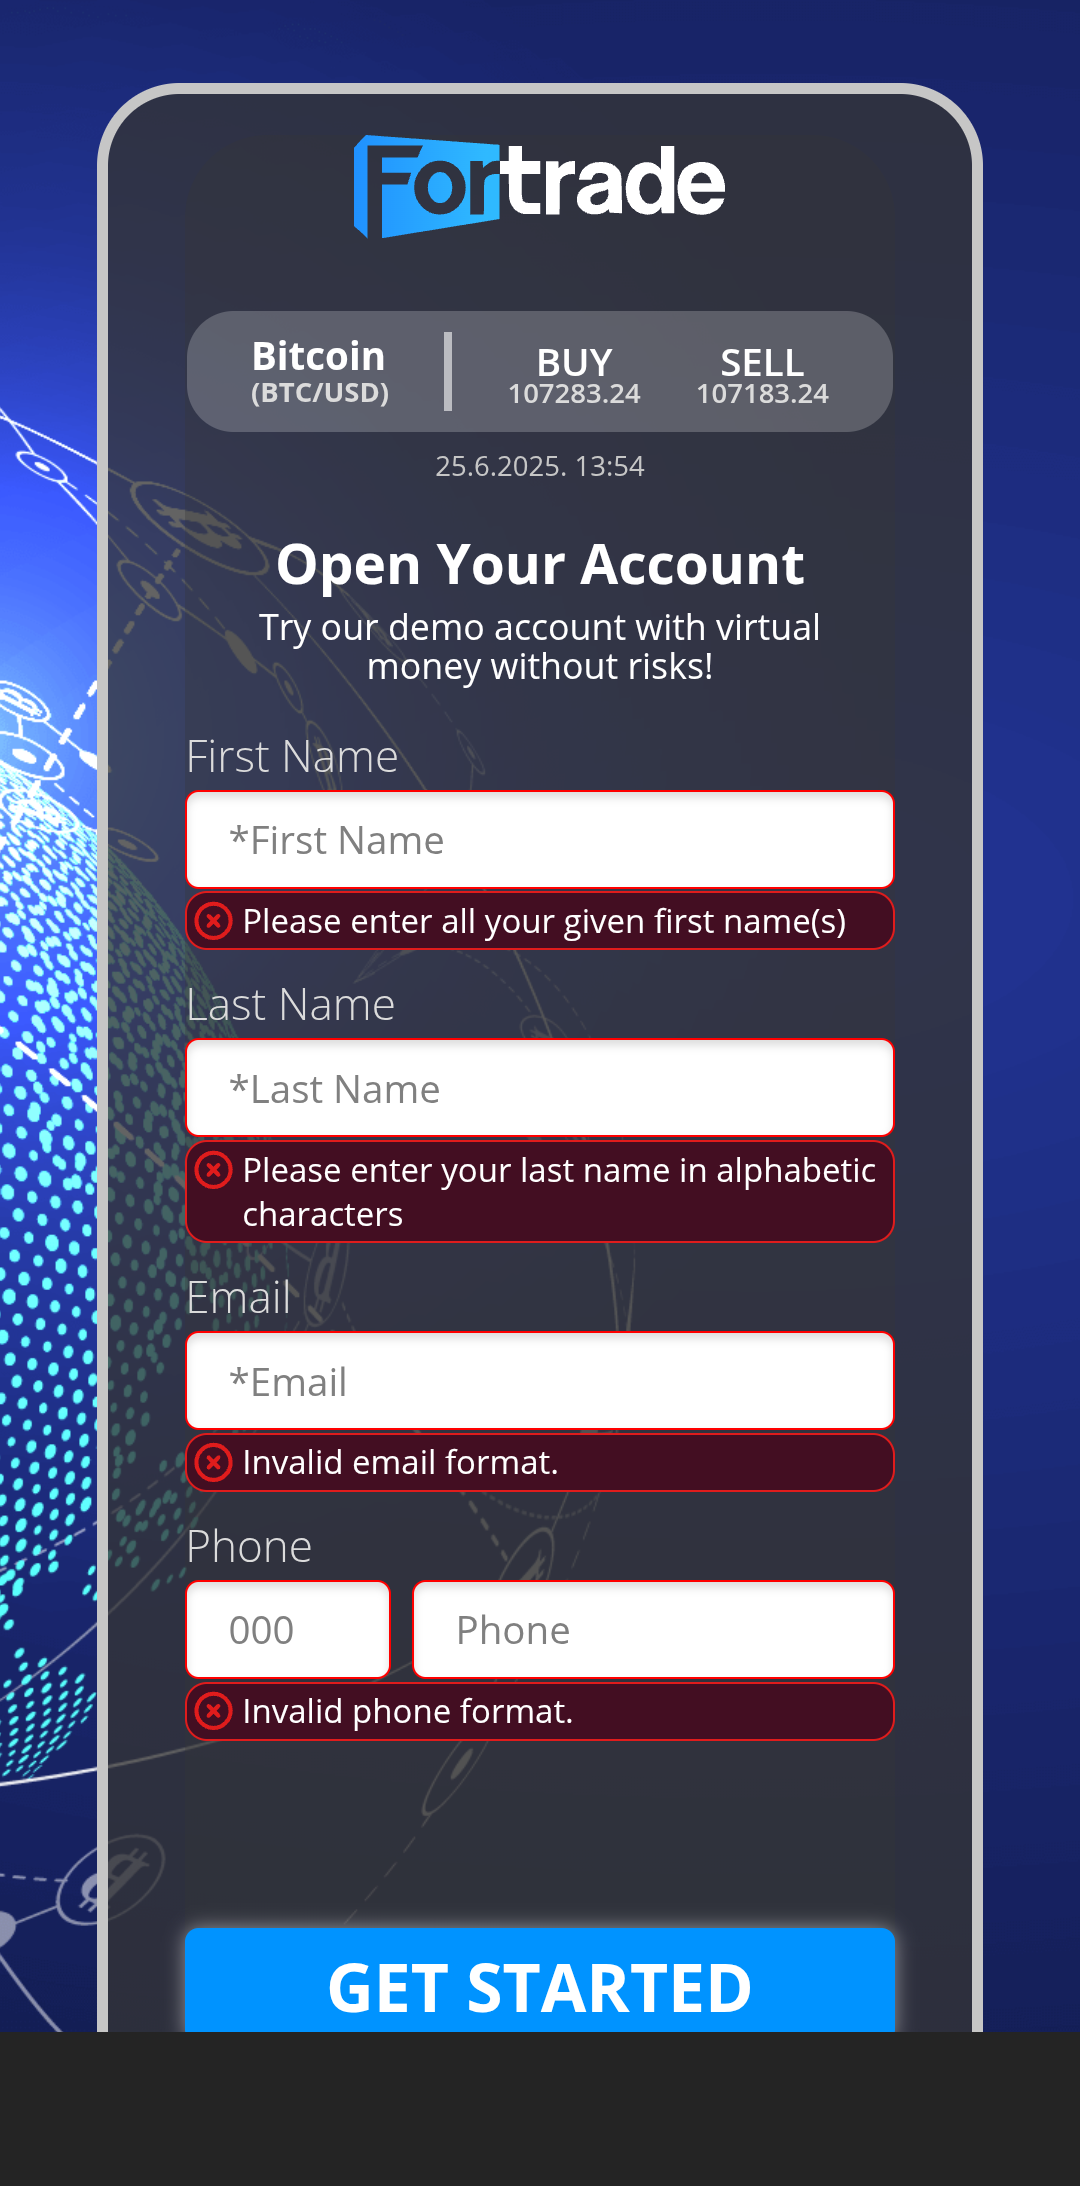 Fortrade
Bitcoin
(BTC/USD)
BUY
107283.24
SELL
107183.24
25.6.2025. 13:54
Open Your Account
Try our demo account with virtual
money without risks!
First Name
*First Name
Please enter all your given first name(s)
Last Name
*Last Name
Please enter your last name in alphabetic
characters
Email
*Email
Invalid email format.
Phone
000
Phone
Invalid phone format.
GET STARTED